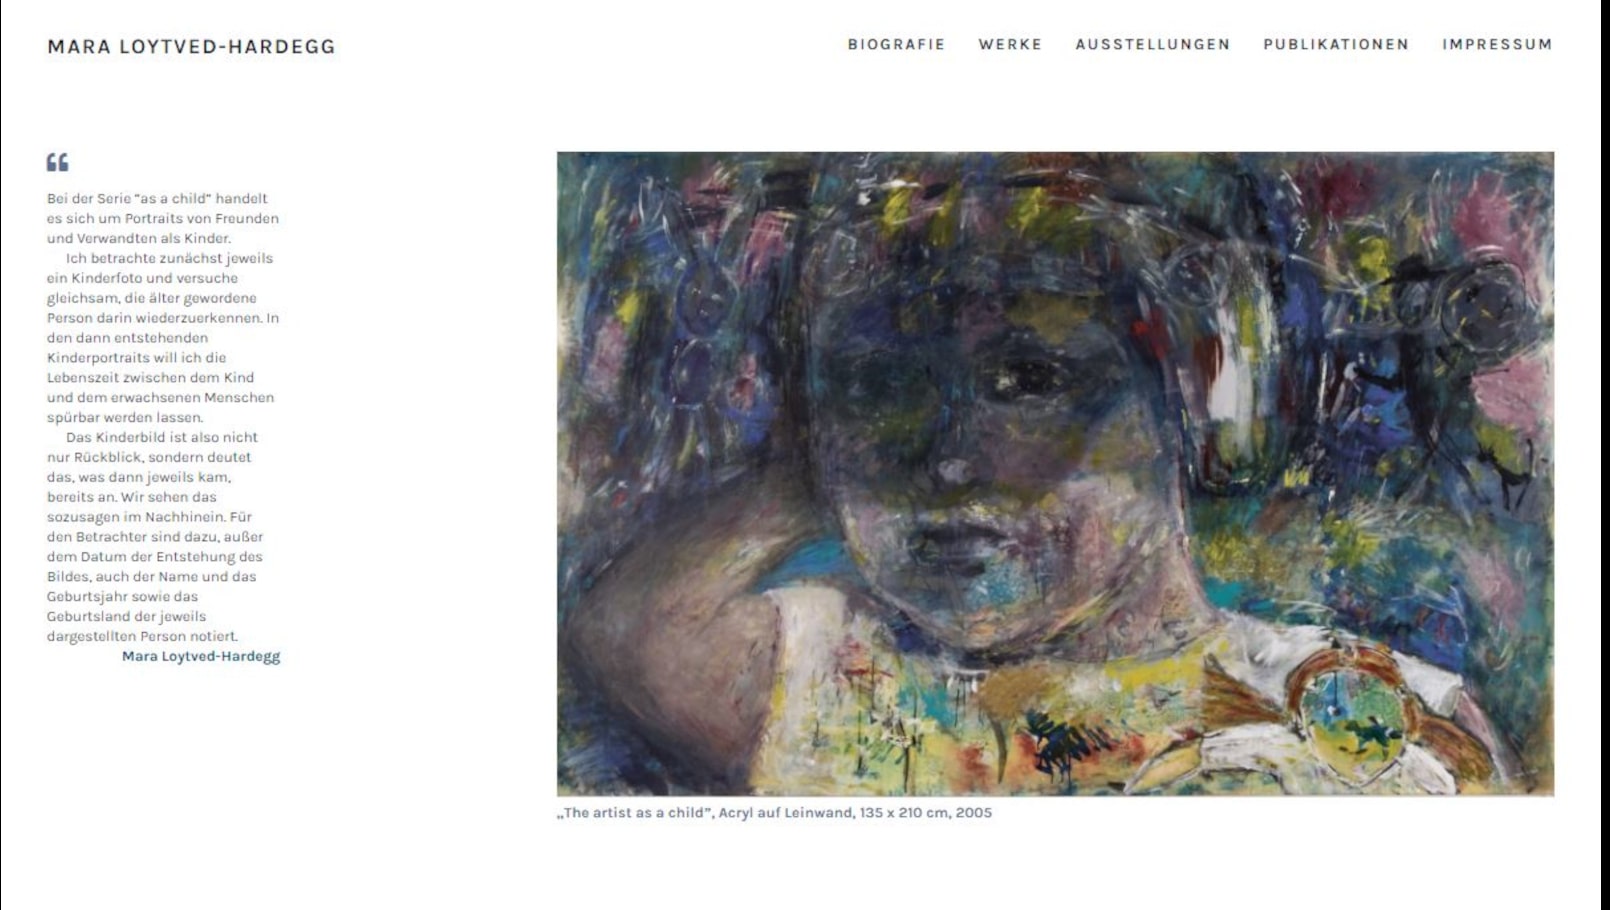 MARA LOYTVED-HARDEGG
BIOGRAFIE WERKE AUSSTELLUNGEN PUBLIKATIONEN IMPRESSUM
“
Bei der Serie “as a child” handelt
es sich um Portraits von Freunden
und Verwandten als Kinder.
Ich betrachte zunächst jeweils
ein Kinderfoto und versuche
gleichsam, die älter gewordene
Person darin wiederzuerkennen. In
den dann entstehenden
Kinderportraits will ich die
Lebenszeit zwischen dem Kind
und dem erwachsenen Menschen
spürbar werden lassen.
Das Kinderbild ist also nicht
nur Rückblick, sondern deutet
das, was dann jeweils kam,
bereits an. Wir sehen das
sozusagen im Nachhinein. Für
den Betrachter sind dazu, außer
dem Datum der Entstehung des
Bildes, auch der Name und das
Geburtsjahr sowie das
Geburtsland der jeweils
dargestellten Person notiert.
Mara Loytved-Hardegg
„The artist as a child”, Acryl auf Leinwand, 135 x 210 cm, 2005